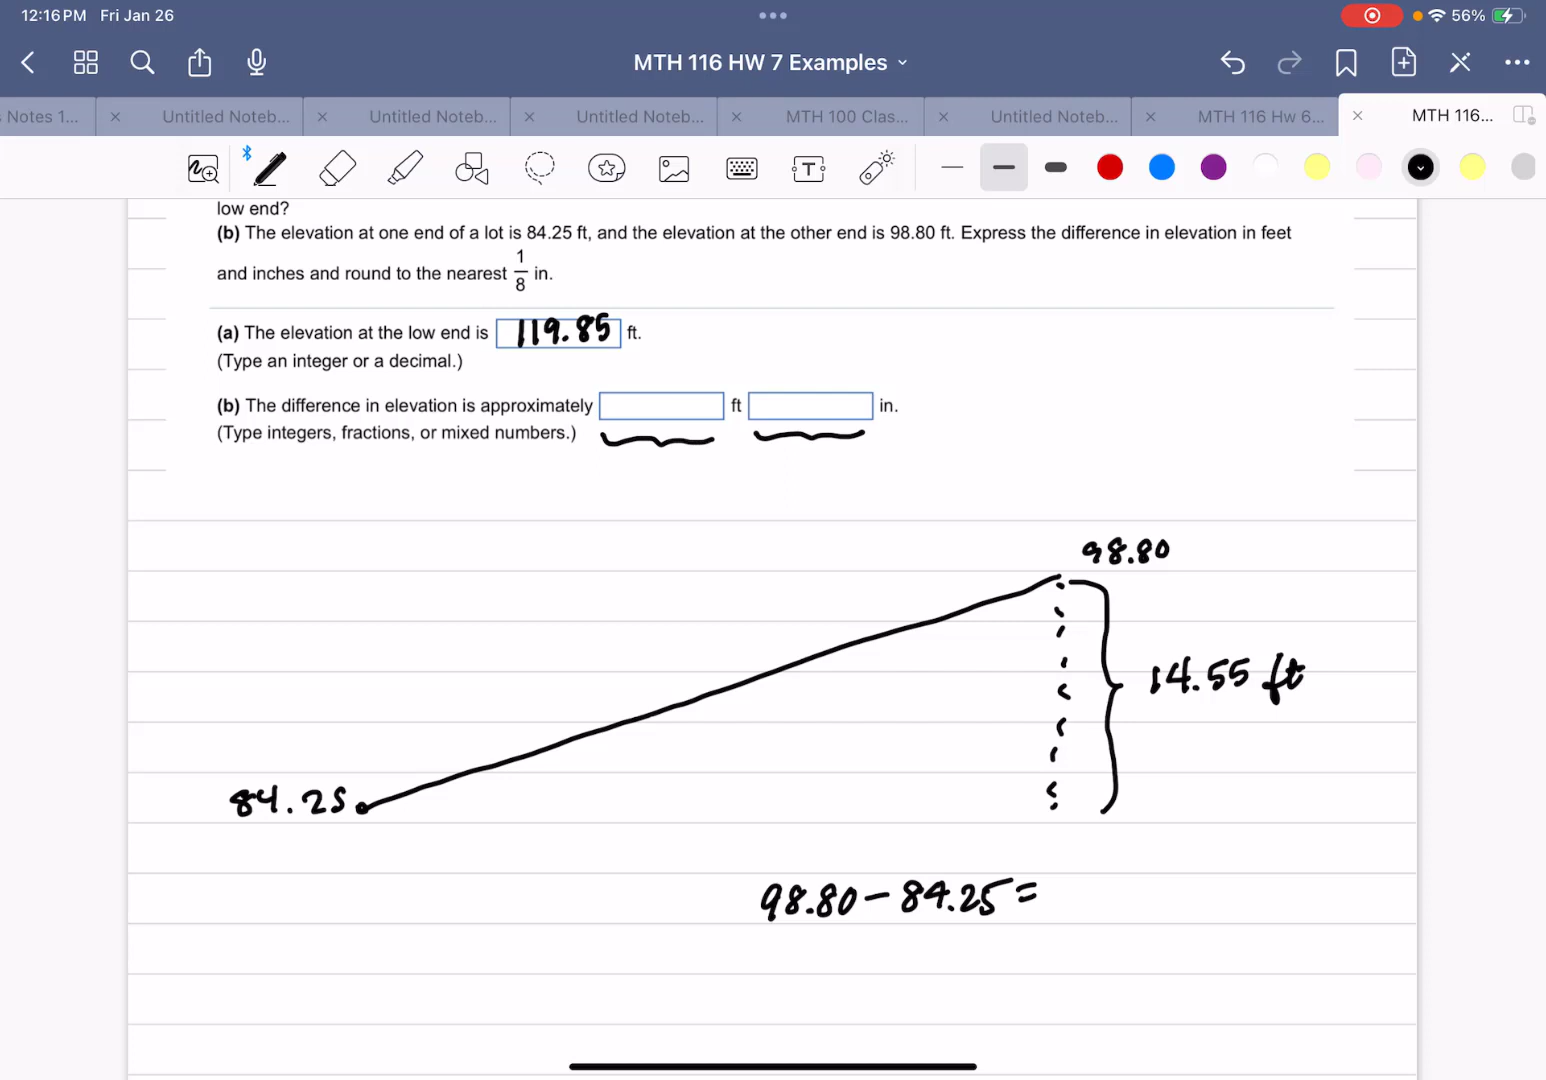 12:16 PM Fri Jan 26
56%
MTH 116 HW 7 Examples
s Notes 1...
Untitled Noteb...
Untitled Noteb...
Untitled Noteb...
MTH 100 Clas...
Untitled Noteb...
MTH 116 Hw 6...
MTH 116...
low end?
(b) The elevation at one end of a lot is 84.25 ft, and the elevation at the other end is 98.80 ft. Express the difference in elevation in feet
and inches and round to the nearest 1/8 in.
(a) The elevation at the low end is 119.85 ft.
(Type an integer or a decimal.)
(b) The difference in elevation is approximately ft in.
(Type integers, fractions, or mixed numbers.)
98.80
14.55 ft
84.25
98.80 - 84.25 =